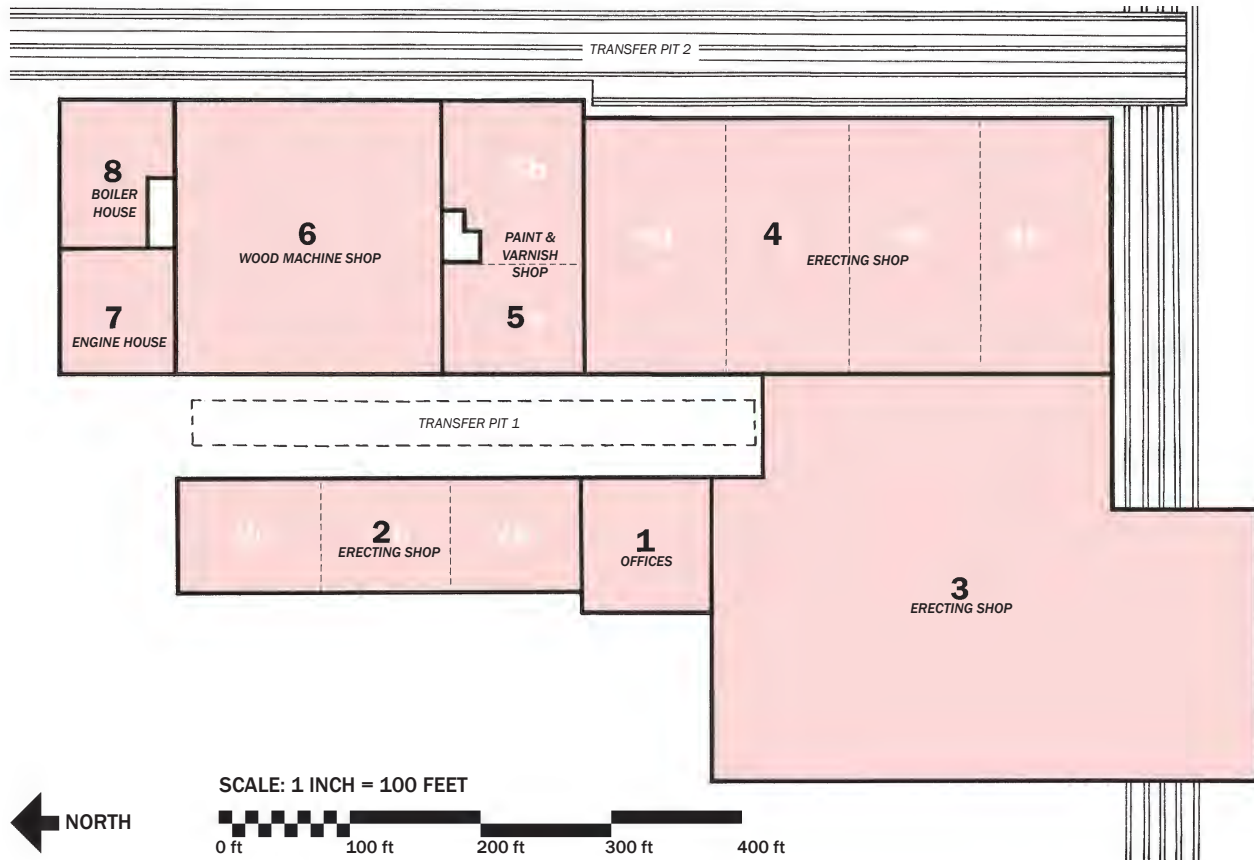 TRANSFER PIT 2
8
BOILER
HOUSE
6
WOOD MACHINE SHOP
PAINT &
VARNISH
SHOP
5
4
ERECTING SHOP
7
ENGINE HOUSE
TRANSFER PIT 1
2
ERECTING SHOP
1
OFFICES
3
ERECTING SHOP
SCALE: 1 INCH = 100 FEET
NORTH
0 ft 100 ft 200 ft 300 ft 400 ft